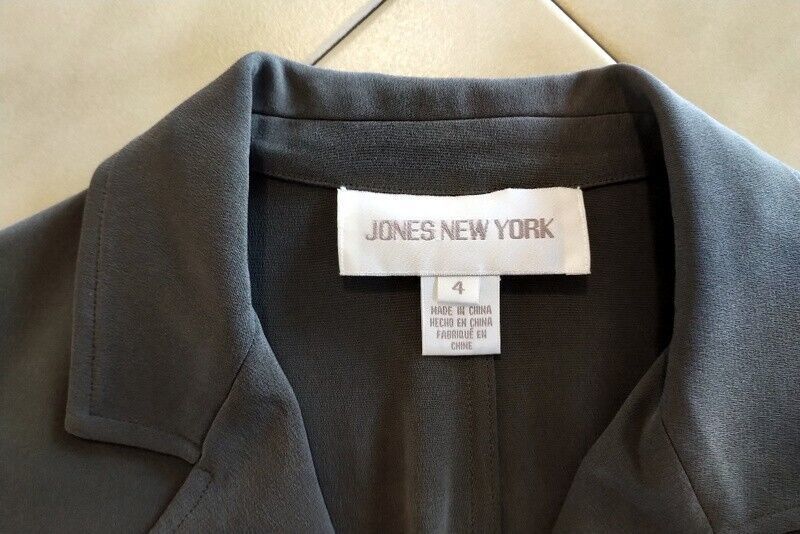 JONES NEW YORK
4
MADE IN CHINA
HECHO EN CHINA
FABRIQUÉ EN
CHINE